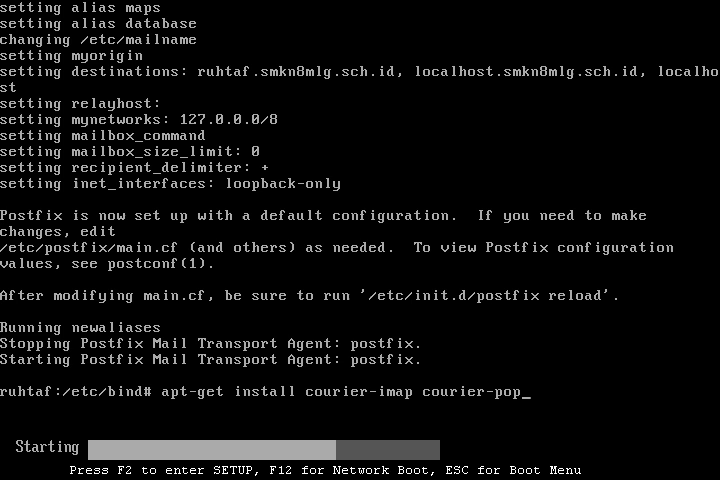 setting alias maps
setting alias database
changing /etc/mailname
setting myorigin
setting destinations: ruhtaf.smkn8mlg.sch.id, localhost.smkn8mlg.sch.id, localho
st
setting relayhost:
setting mynetworks: 127.0.0.0/8
setting mailbox_command
setting mailbox_size_limit: 0
setting recipient_delimiter: +
setting inet_interfaces: loopback-only
Postfix is now set up with a default configuration.  If you need to make
changes, edit
/etc/postfix/main.cf (and others) as needed.  To view Postfix configuration
values, see postconf(1).
After modifying main.cf, be sure to run '/etc/init.d/postfix reload'.
Running newaliases
Stopping Postfix Mail Transport Agent: postfix.
Starting Postfix Mail Transport Agent: postfix.
ruhtaf:/etc/bind# apt-get install courier-imap courier-pop_
Starting
Press F2 to enter SETUP, F12 for Network Boot, ESC for Boot Menu